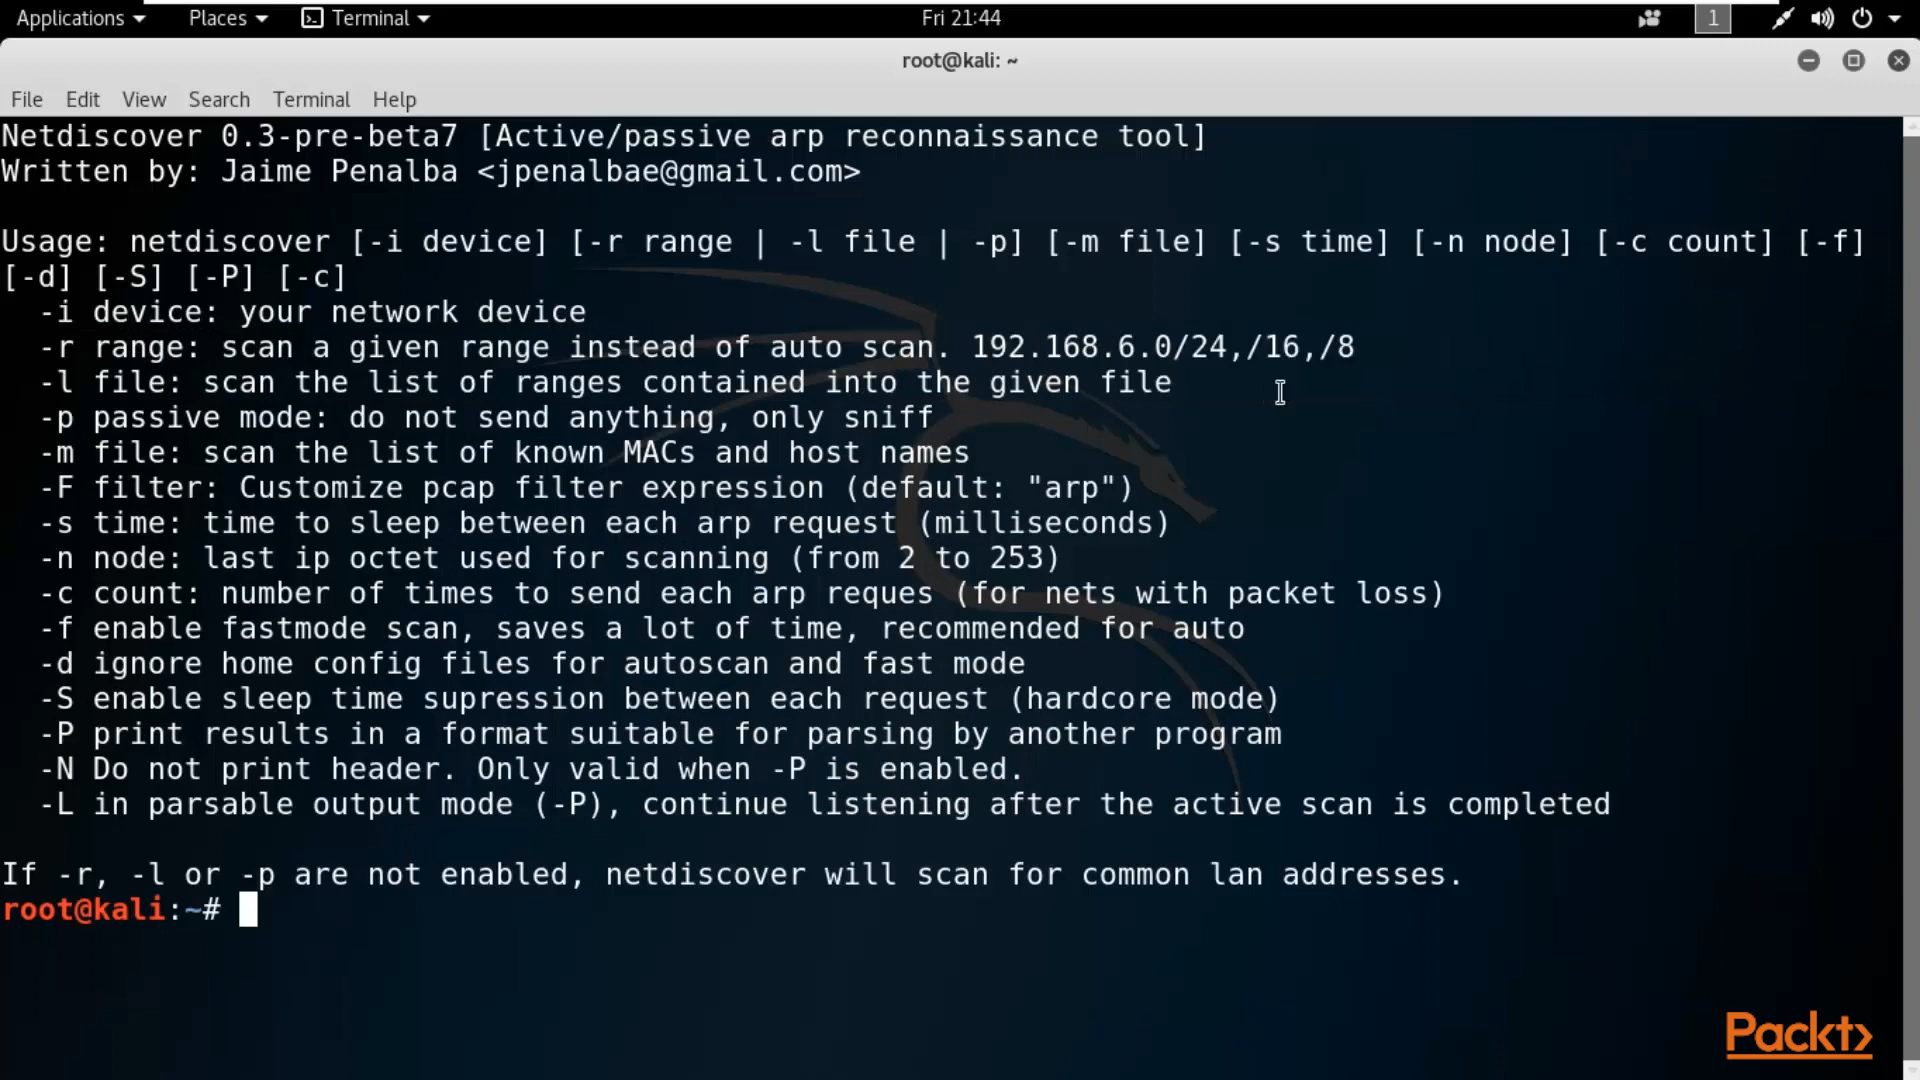 Applications Places Terminal Fri 21:44 1
root@kali: ~
File Edit View Search Terminal Help
Netdiscover 0.3-pre-beta7 [Active/passive arp reconnaissance tool]
Written by: Jaime Penalba <jpenalbae@gmail.com>
Usage: netdiscover [-i device] [-r range | -l file | -p] [-m file] [-s time] [-n node] [-c count] [-f]
[-d] [-S] [-P] [-c]
-i device: your network device
-r range: scan a given range instead of auto scan. 192.168.6.0/24,/16,/8
-l file: scan the list of ranges contained into the given file
-p passive mode: do not send anything, only sniff
-m file: scan the list of known MACs and host names
-F filter: Customize pcap filter expression (default: "arp")
-s time: time to sleep between each arp request (milliseconds)
-n node: last ip octet used for scanning (from 2 to 253)
-c count: number of times to send each arp reques (for nets with packet loss)
-f enable fastmode scan, saves a lot of time, recommended for auto
-d ignore home config files for autoscan and fast mode
-S enable sleep time supression between each request (hardcore mode)
-P print results in a format suitable for parsing by another program
-N Do not print header. Only valid when -P is enabled.
-L in parsable output mode (-P), continue listening after the active scan is completed
If -r, -l or -p are not enabled, netdiscover will scan for common lan addresses.
root@kali:~#
Packt>